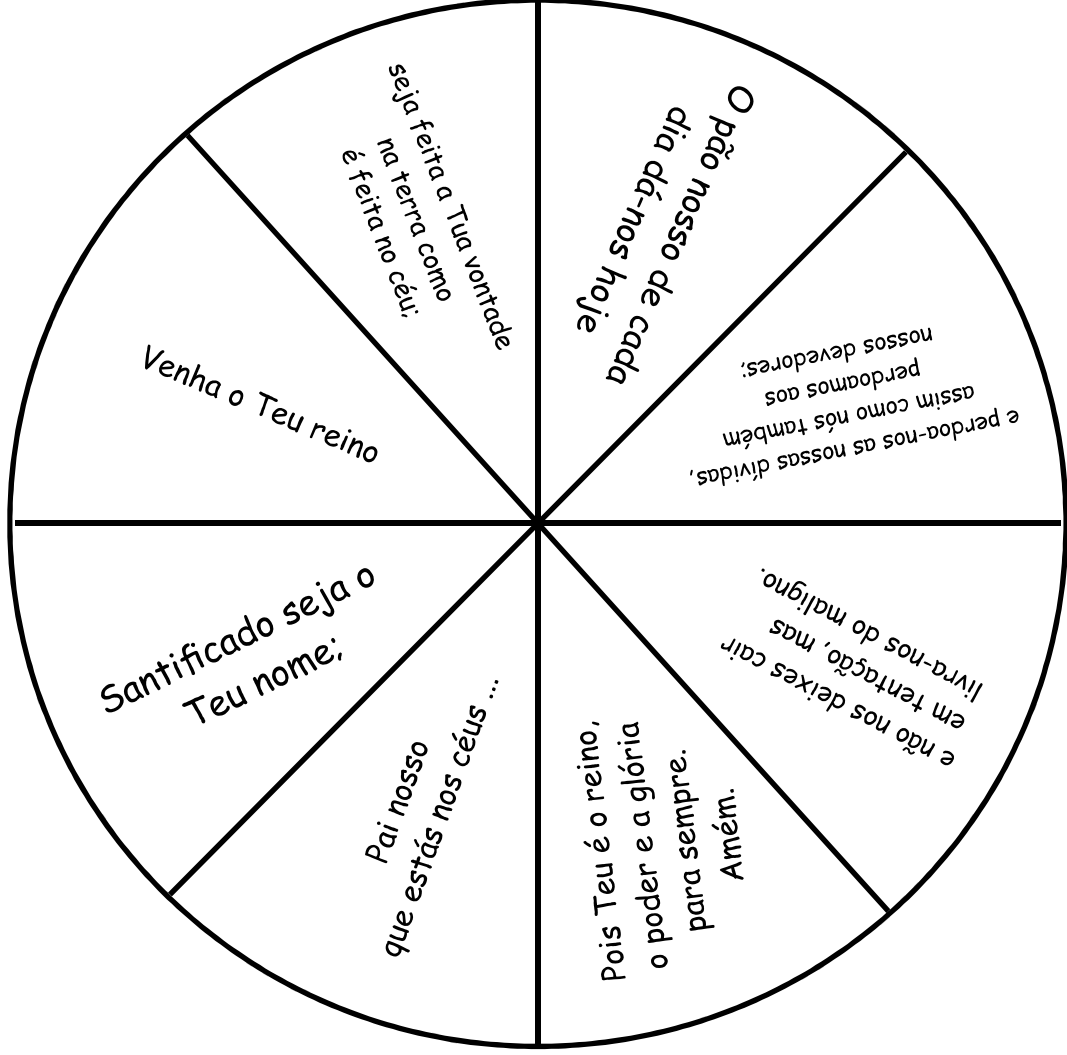 Pai nosso
que estás nos céus ...
Santificado seja o
Teu nome;
Venha o Teu reino
seja feita a Tua vontade
na terra como
é feita no céu;
O pão nosso de cada
dia dá-nos hoje
e perdoa-nos as nossas dívidas,
assim como nós também
perdoamos aos
nossos devedores;
e não nos deixes cair
em tentação, mas
livra-nos do maligno.
Pois Teu é o reino,
o poder e a glória
para sempre.
Amém.